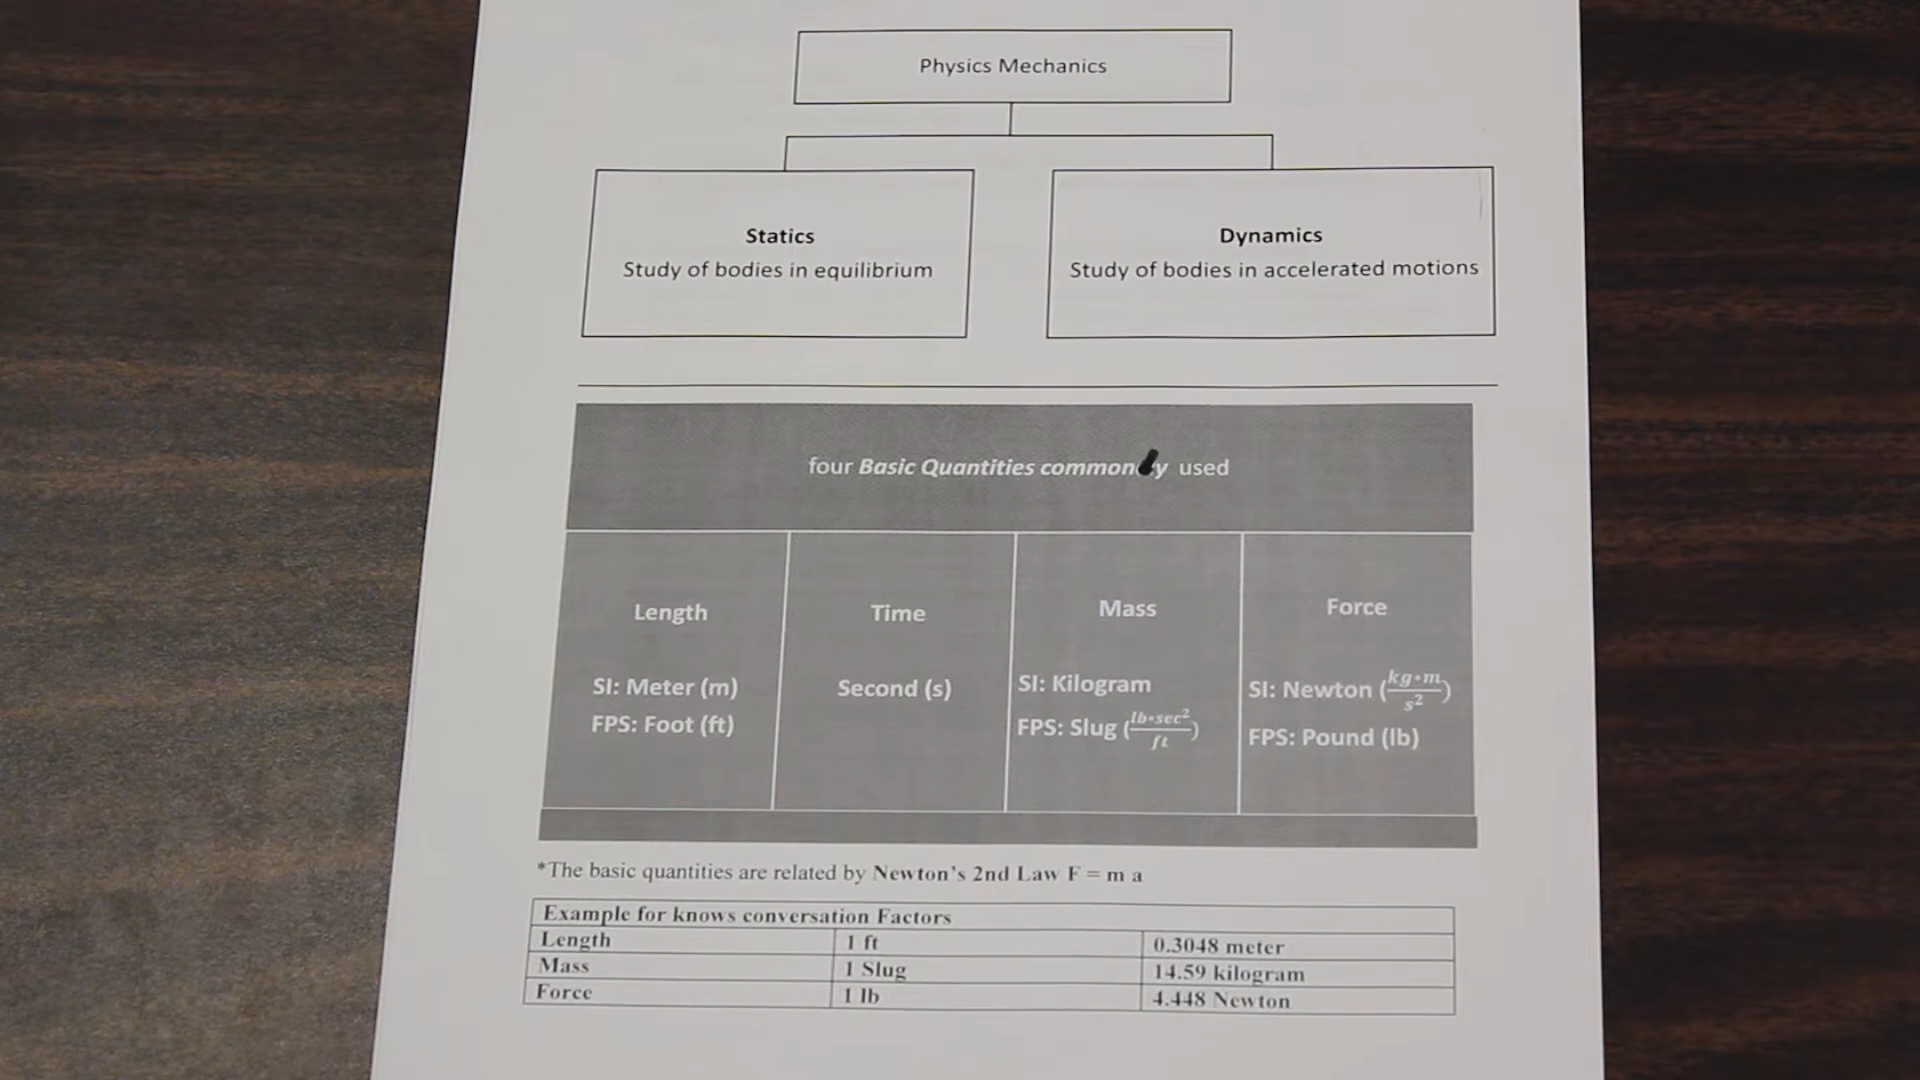 Physics Mechanics
Statics
Study of bodies in equilibrium
Dynamics
Study of bodies in accelerated motions
four Basic Quantities commonly used
Length
SI: Meter (m)
FPS: Foot (ft)
Time
Second (s)
Mass
SI: Kilogram
FPS: Slug (lb•sec²/ft)
Force
SI: Newton (kg•m/s²)
FPS: Pound (lb)
*The basic quantities are related by Newton's 2nd Law F = m a
Example for knows conversation Factors
Length 1 ft 0.3048 meter
Mass 1 Slug 14.59 kilogram
Force 1 lb 4.448 Newton